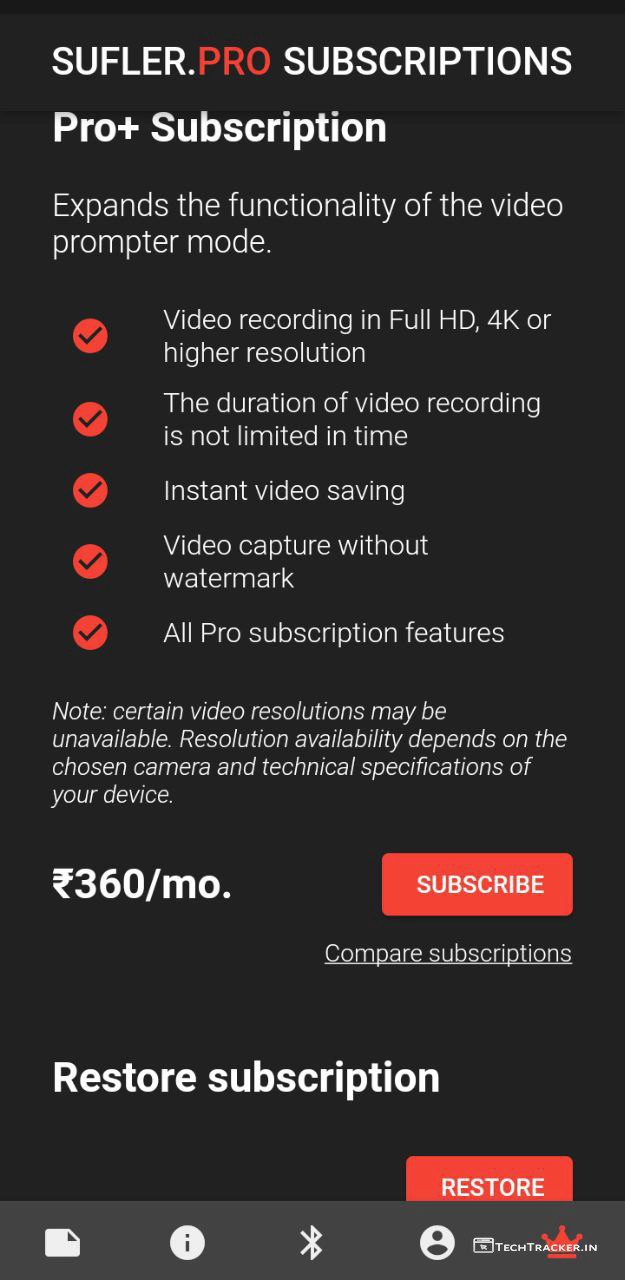 SUFLER.PRO SUBSCRIPTIONS
Pro+ Subscription
Expands the functionality of the video
prompter mode.
Video recording in Full HD, 4K or
higher resolution
The duration of video recording
is not limited in time
Instant video saving
Video capture without
watermark
All Pro subscription features
Note: certain video resolutions may be
unavailable. Resolution availability depends on the
chosen camera and technical specifications of
your device.
₹360/mo.
SUBSCRIBE
Compare subscriptions
Restore subscription
RESTORE
TECHTRACKER.IN